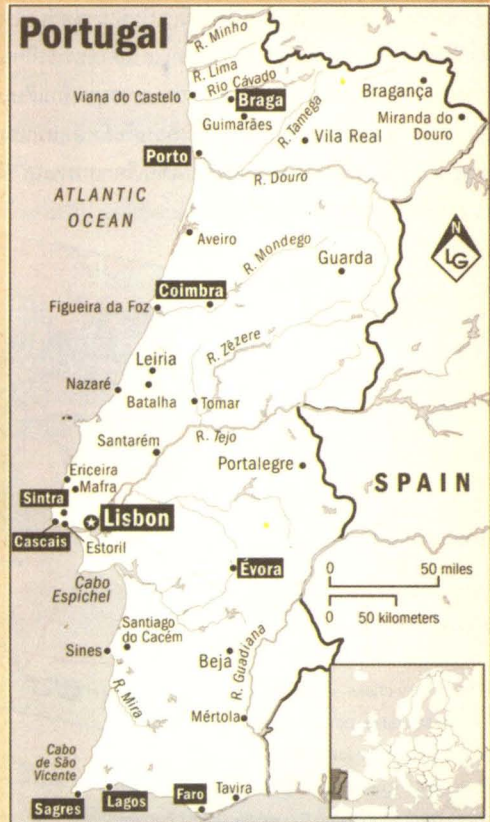 Portugal
R. Minho
R. Lima
Rio Cávado
Viana do Castelo
Braga
Bragança
Guimarães
R. Tamega
Miranda do
Douro
Vila Real
Porto
R. Douro
ATLANTIC
OCEAN
Aveiro
R. Mondego
Guarda
N
LG
Coimbra
Figueira da Foz
Leiria
R. Zêzere
Nazaré
Batalha
Tomar
Santarém
R. Tejo
Portalegre
SPAIN
Ericeira
Mafra
Sintra
Lisbon
Cascais
Estoril
Évora
0 50 miles
0 50 kilometers
Cabo
Espichel
Santiago
do Cacém
Sines
Beja
R. Guadiana
R. Mira
Mértola
Cabo
de São
Vicente
Sagres
Lagos
Faro
Tavira